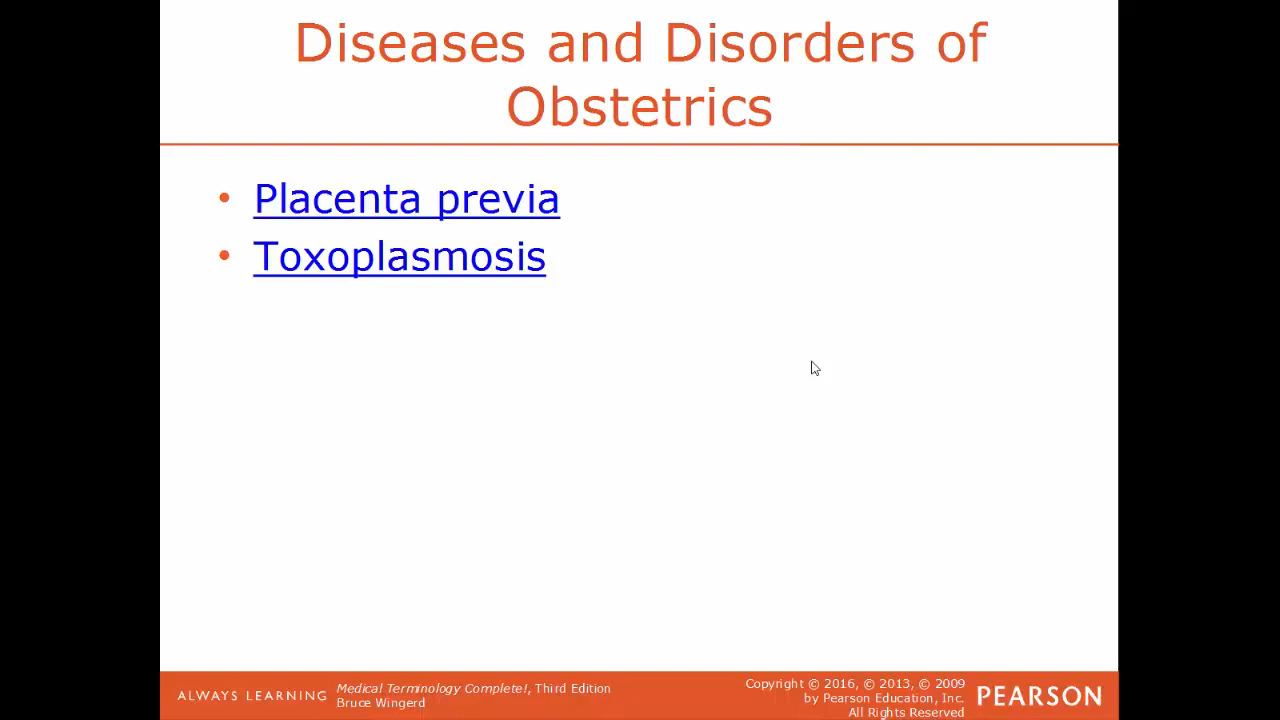 Diseases and Disorders of
Obstetrics
• Placenta previa
• Toxoplasmosis
ALWAYS LEARNING
Medical Terminology Complete!, Third Edition
Bruce Wingerd
Copyright © 2016, © 2013, © 2009
by Pearson Education, Inc.
All Rights Reserved
PEARSON